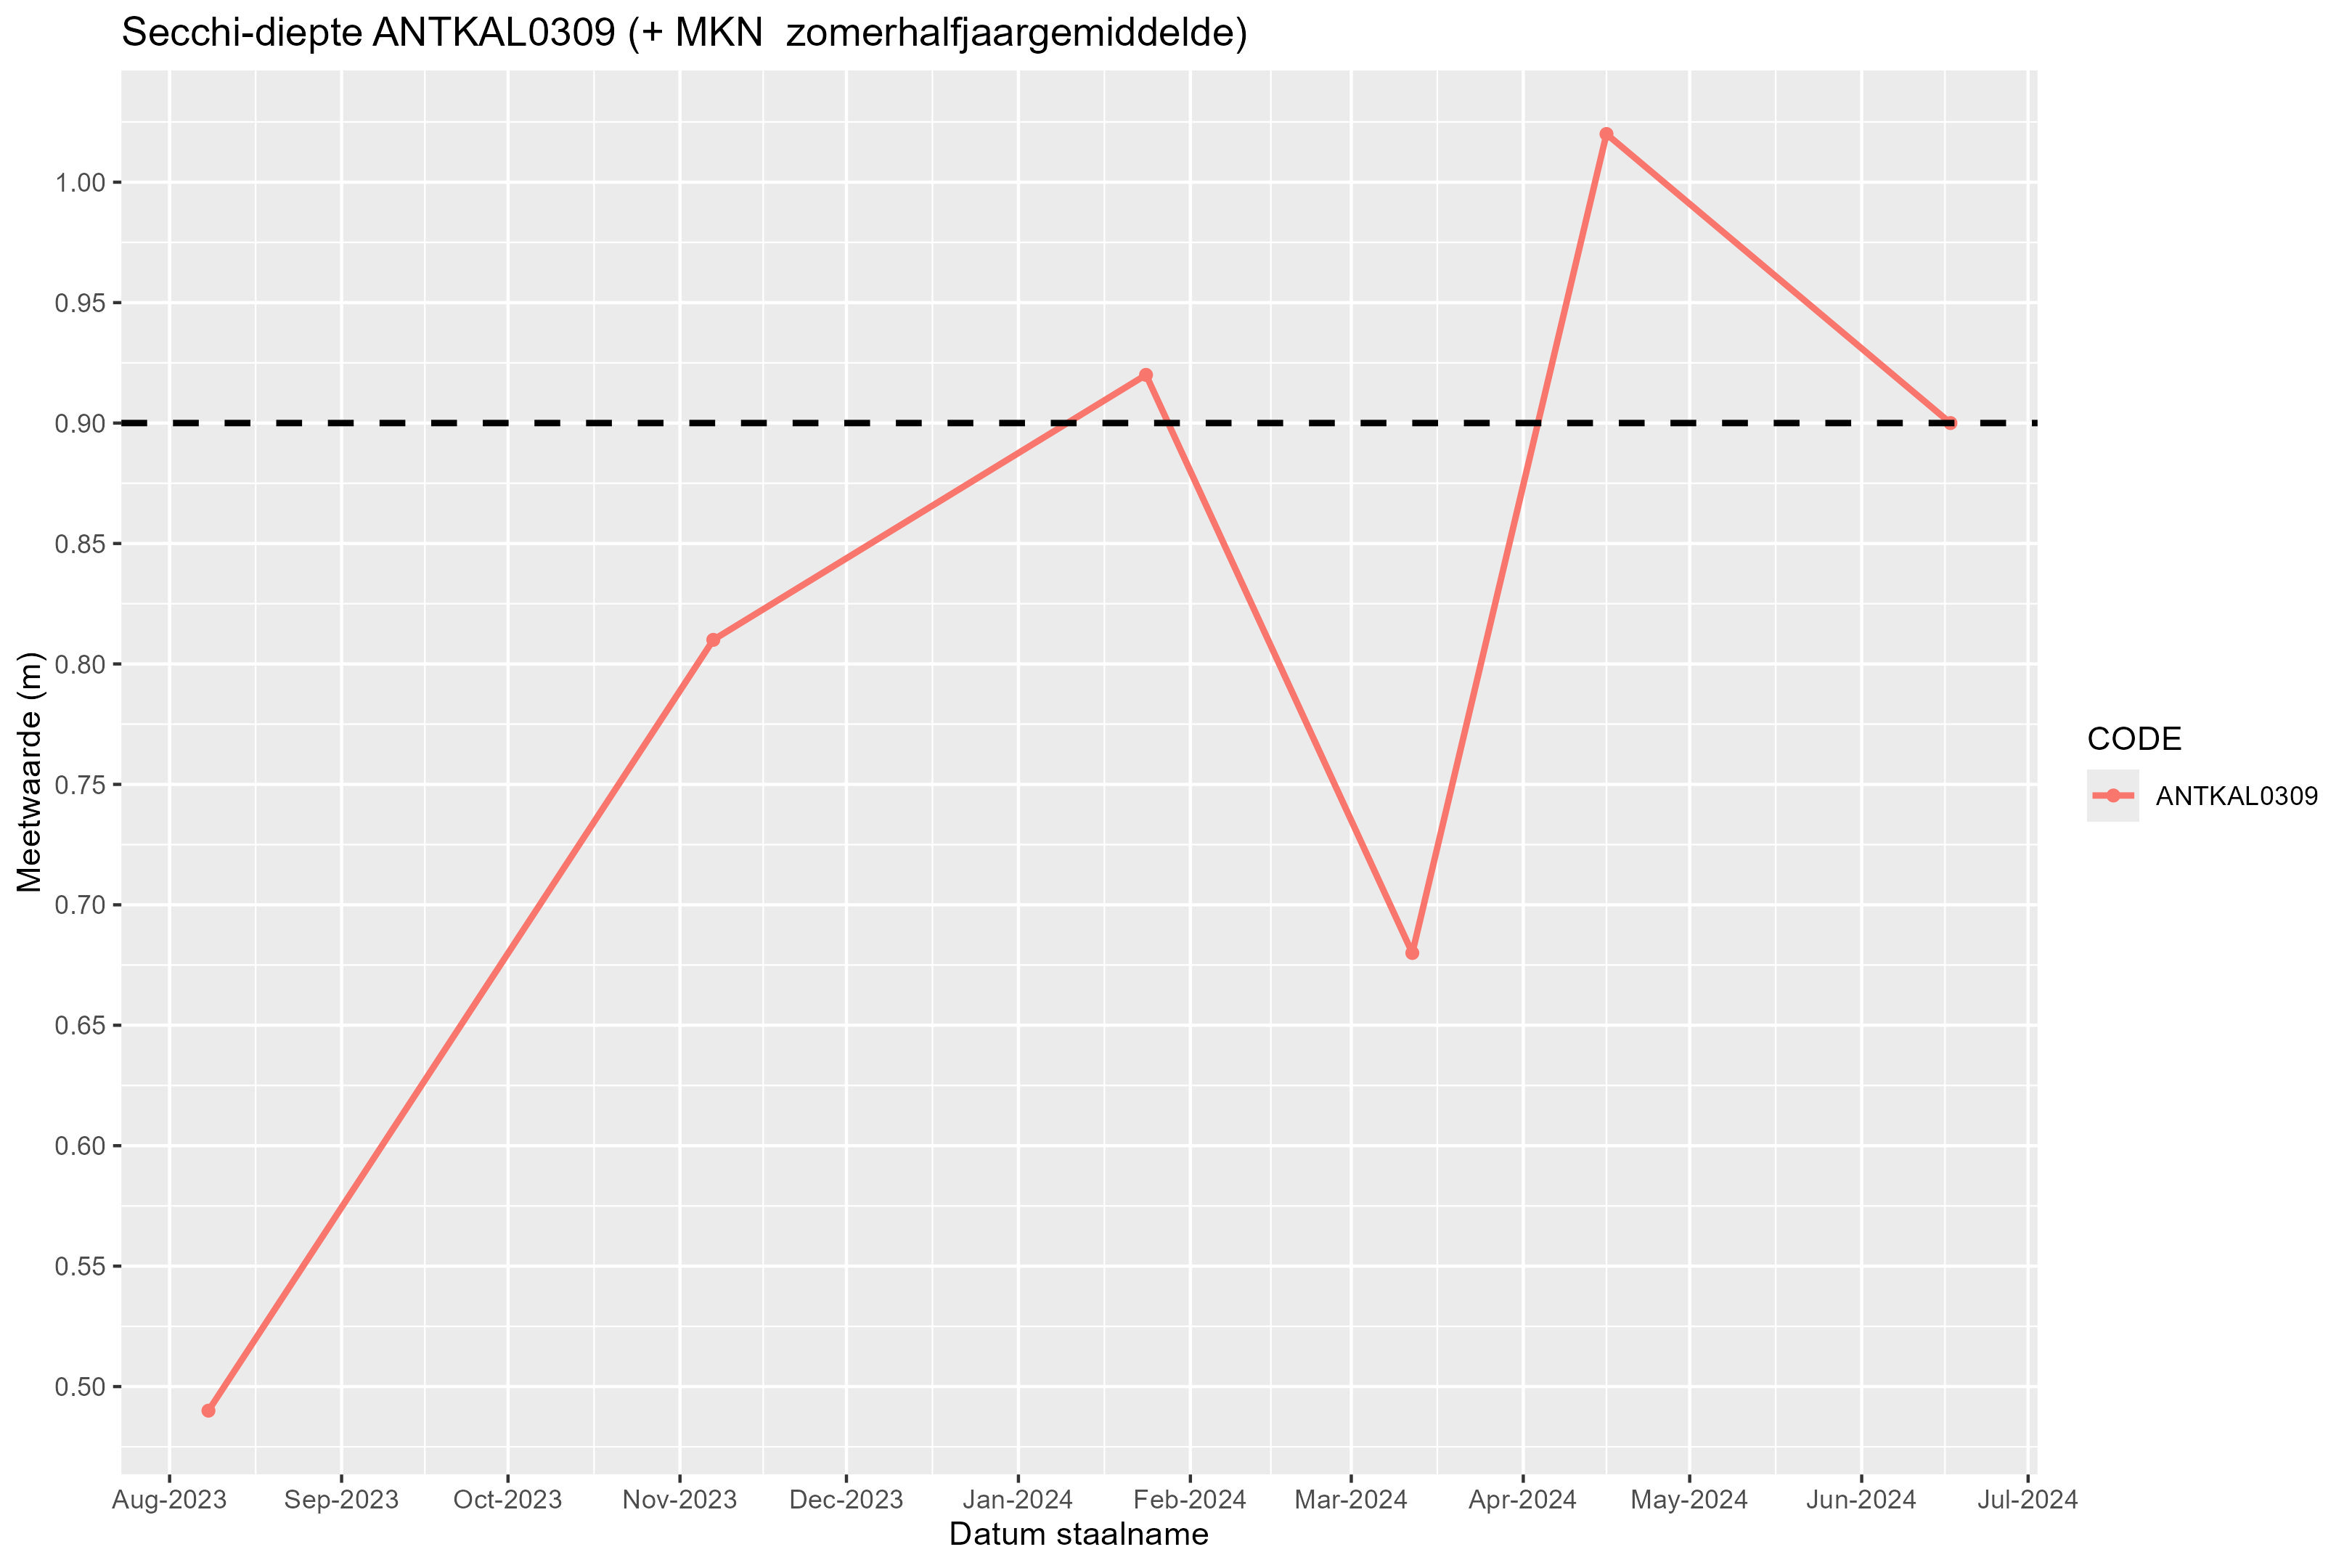 Secchi-diepte ANTKAL0309 (+ MKN  zomerhalfjaargemiddelde)
Meetwaarde (m)
1.00
0.95
0.90
0.85
0.80
0.75
0.70
0.65
0.60
0.55
0.50
Aug-2023 Sep-2023 Oct-2023 Nov-2023 Dec-2023 Jan-2024 Feb-2024 Mar-2024 Apr-2024 May-2024 Jun-2024 Jul-2024
Datum staalname
CODE
ANTKAL0309